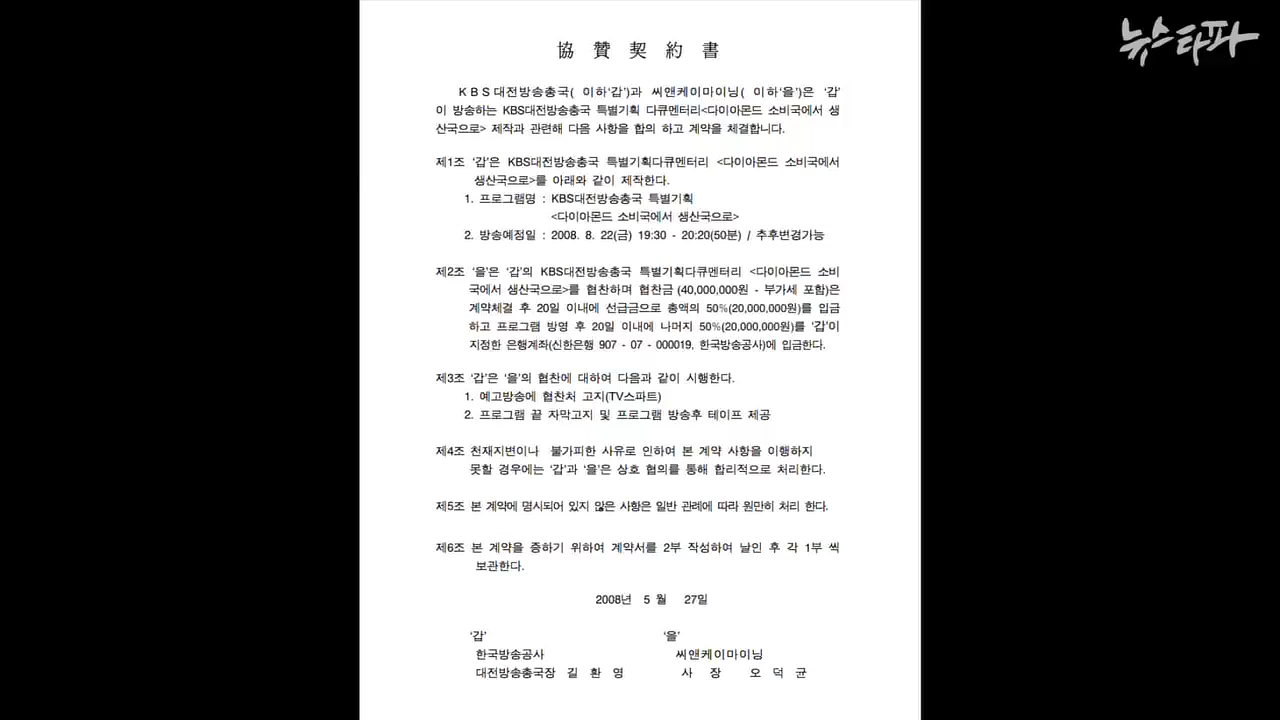 뉴스타파
協 贊 契 約 書
KBS대전방송총국( 이하‘갑’)과 씨앤케이마이닝( 이하‘을’)은 ‘갑’
이 방송하는 KBS대전방송총국 특별기획 다큐멘터리<다이아몬드 소비국에서 생
산국으로> 제작과 관련해 다음 사항을 합의 하고 계약을 체결합니다.
제1조 ‘갑’은 KBS대전방송총국 특별기획다큐멘터리 <다이아몬드 소비국에서
생산국으로>를 아래와 같이 제작한다.
1. 프로그램명 : KBS대전방송총국 특별기획
<다이아몬드 소비국에서 생산국으로>
2. 방송예정일 : 2008. 8. 22(금) 19:30 - 20:20(50분) / 추후변경가능
제2조 ‘을’은 ‘갑’의 KBS대전방송총국 특별기획다큐멘터리 <다이아몬드 소비
국에서 생산국으로>를 협찬하며 협찬금 (40,000,000원 - 부가세 포함)은
계약체결 후 20일 이내에 선급금으로 총액의 50%(20,000,000원)를 입금
하고 프로그램 방영 후 20일 이내에 나머지 50%(20,000,000원)를 ‘갑’이
지정한 은행계좌(신한은행 907 - 07 - 000019, 한국방송공사)에 입금한다.
제3조 ‘갑’은 ‘을’의 협찬에 대하여 다음과 같이 시행한다.
1. 예고방송에 협찬처 고지(TV스파트)
2. 프로그램 끝 자막고지 및 프로그램 방송후 테이프 제공
제4조 천재지변이나 불가피한 사유로 인하여 본 계약 사항을 이행하지
못할 경우에는 ‘갑’과 ‘을’은 상호 협의를 통해 합리적으로 처리한다.
제5조 본 계약에 명시되어 있지 않은 사항은 일반 관례에 따라 원만히 처리 한다.
제6조 본 계약을 증하기 위하여 계약서를 2부 작성하여 날인 후 각 1부 씩
보관한다.
2008년 5 월 27일
‘갑’ ‘을’
한국방송공사 씨앤케이마이닝
대전방송총국장 길 환 영 사 장 오 덕 균